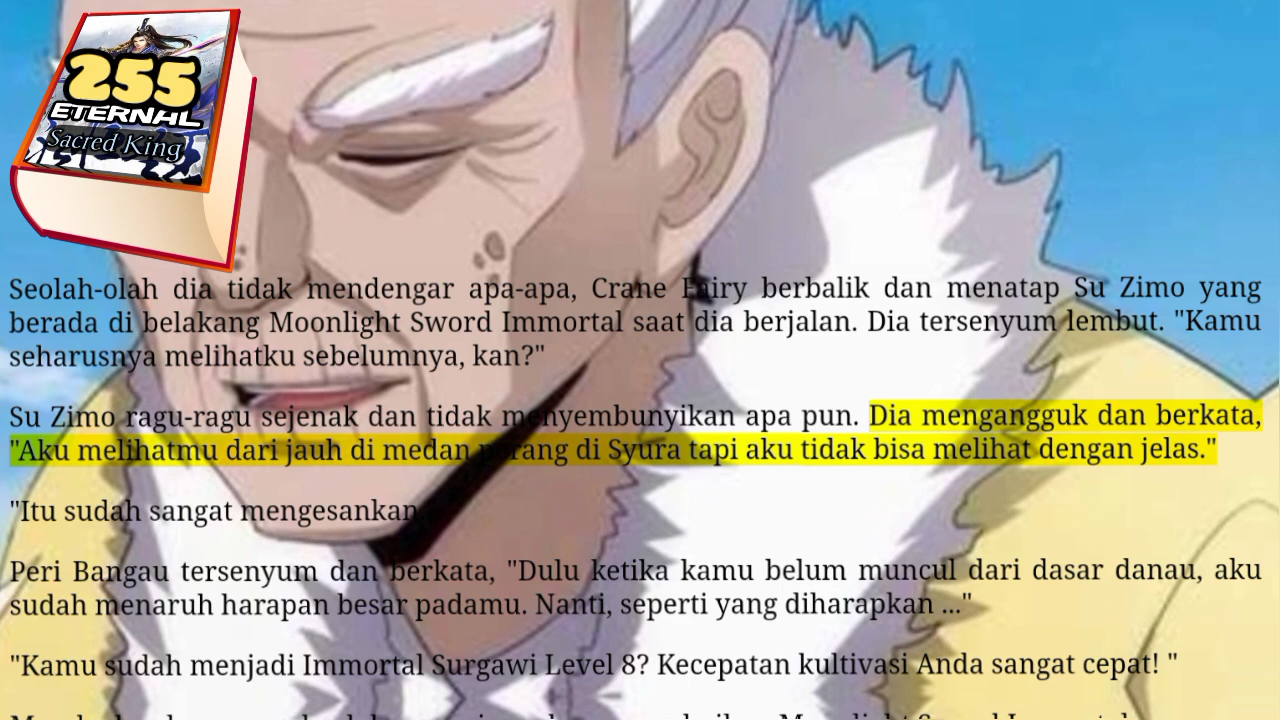 255
ETERNAL
Sacred King
Seolah-olah dia tidak mendengar apa-apa, Crane Fairy berbalik dan menatap Su Zimo yang
berada di belakang Moonlight Sword Immortal saat dia berjalan. Dia tersenyum lembut. "Kamu
seharusnya melihatku sebelumnya, kan?"
Su Zimo ragu-ragu sejenak dan tidak menyembunyikan apa pun. Dia mengangguk dan berkata,
"Aku melihatmu dari jauh di medan perang di Syura tapi aku tidak bisa melihat dengan jelas."
"Itu sudah sangat mengesankan.
Peri Bangau tersenyum dan berkata, "Dulu ketika kamu belum muncul dari dasar danau, aku
sudah menaruh harapan besar padamu. Nanti, seperti yang diharapkan ..."
"Kamu sudah menjadi Immortal Surgawi Level 8? Kecepatan kultivasi Anda sangat cepat! "